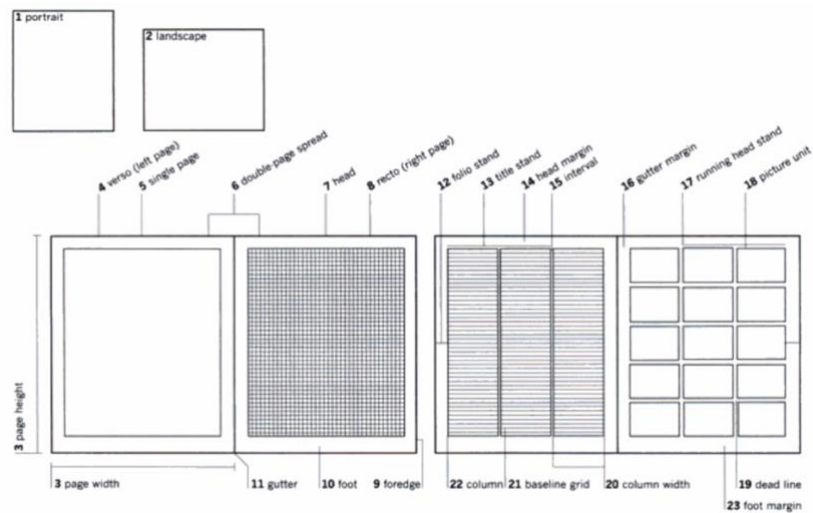 1 portrait
2 landscape
4 verso (left page)
5 single page
6 double-page spread
7 head
8 recto (right page)
12 folio stand
13 title stand
14 head margin
15 interval
16 gutter margin
17 running head stand
18 picture unit
3 page height
3 page width
11 gutter
10 foot
9 foredge
22 column
21 baseline grid
20 column width
19 dead line
23 foot margin